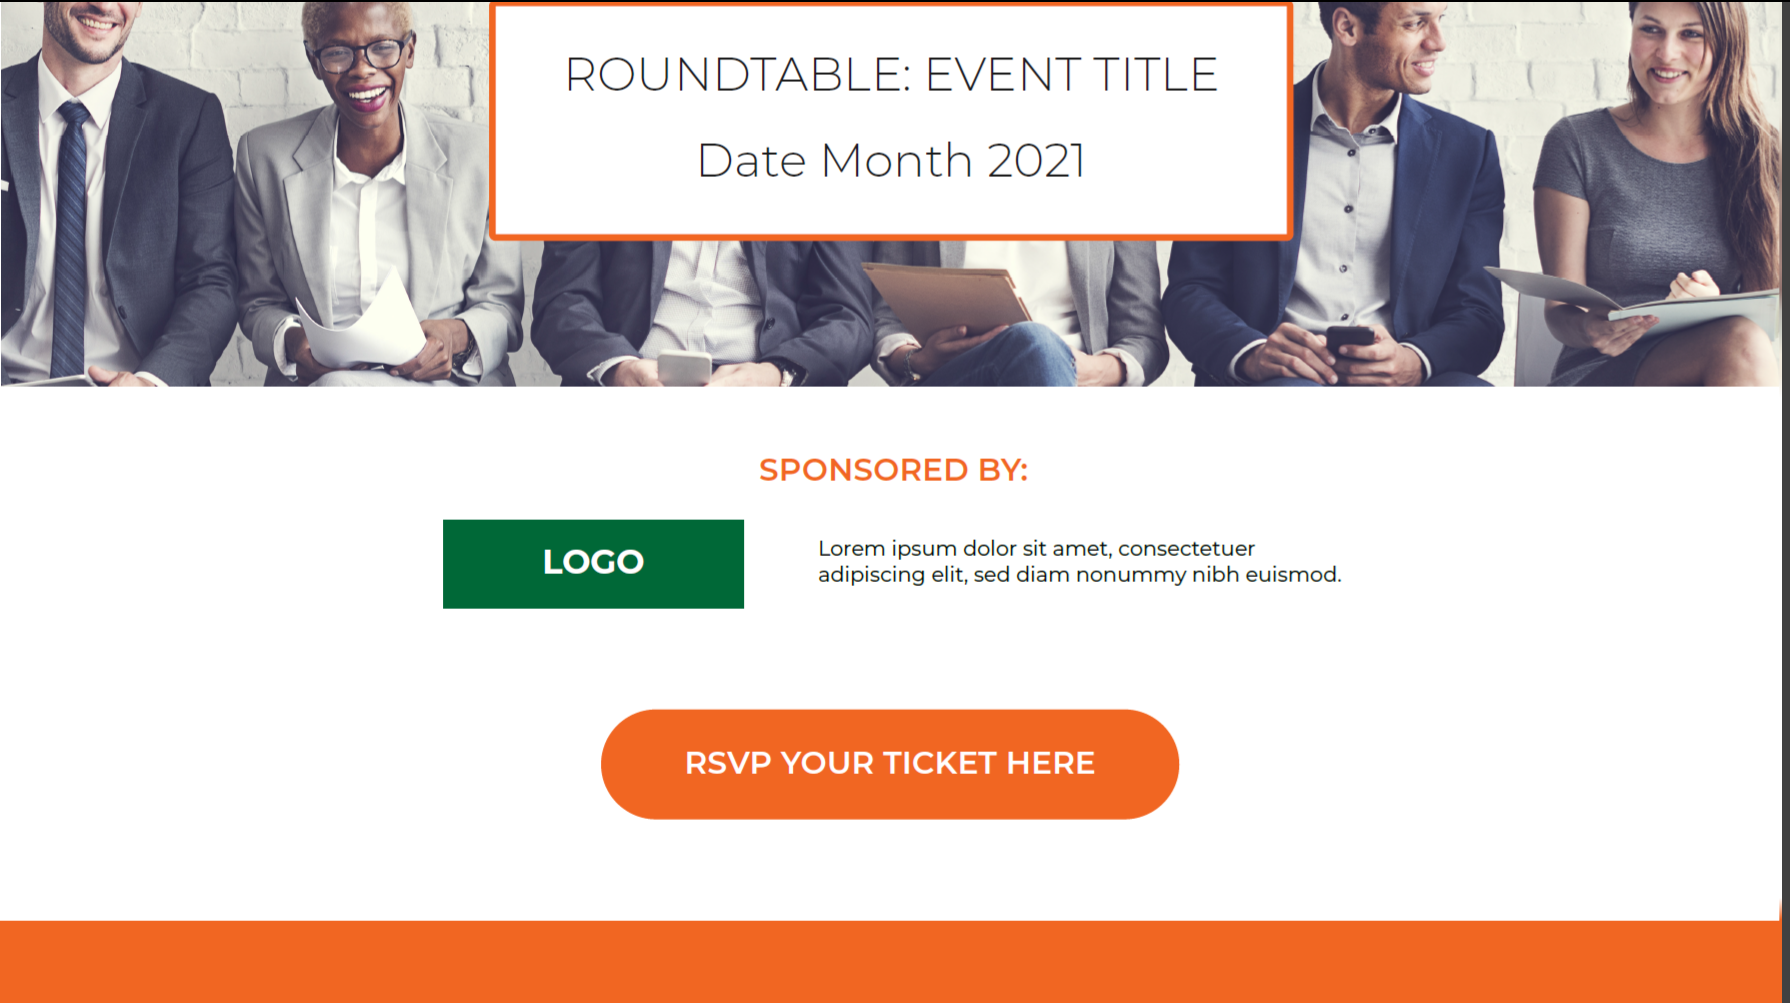 ROUNDTABLE: EVENT TITLE
Date Month 2021
SPONSORED BY:
LOGO
Lorem ipsum dolor sit amet, consectetuer
adipiscing elit, sed diam nonummy nibh euismod.
RSVP YOUR TICKET HERE